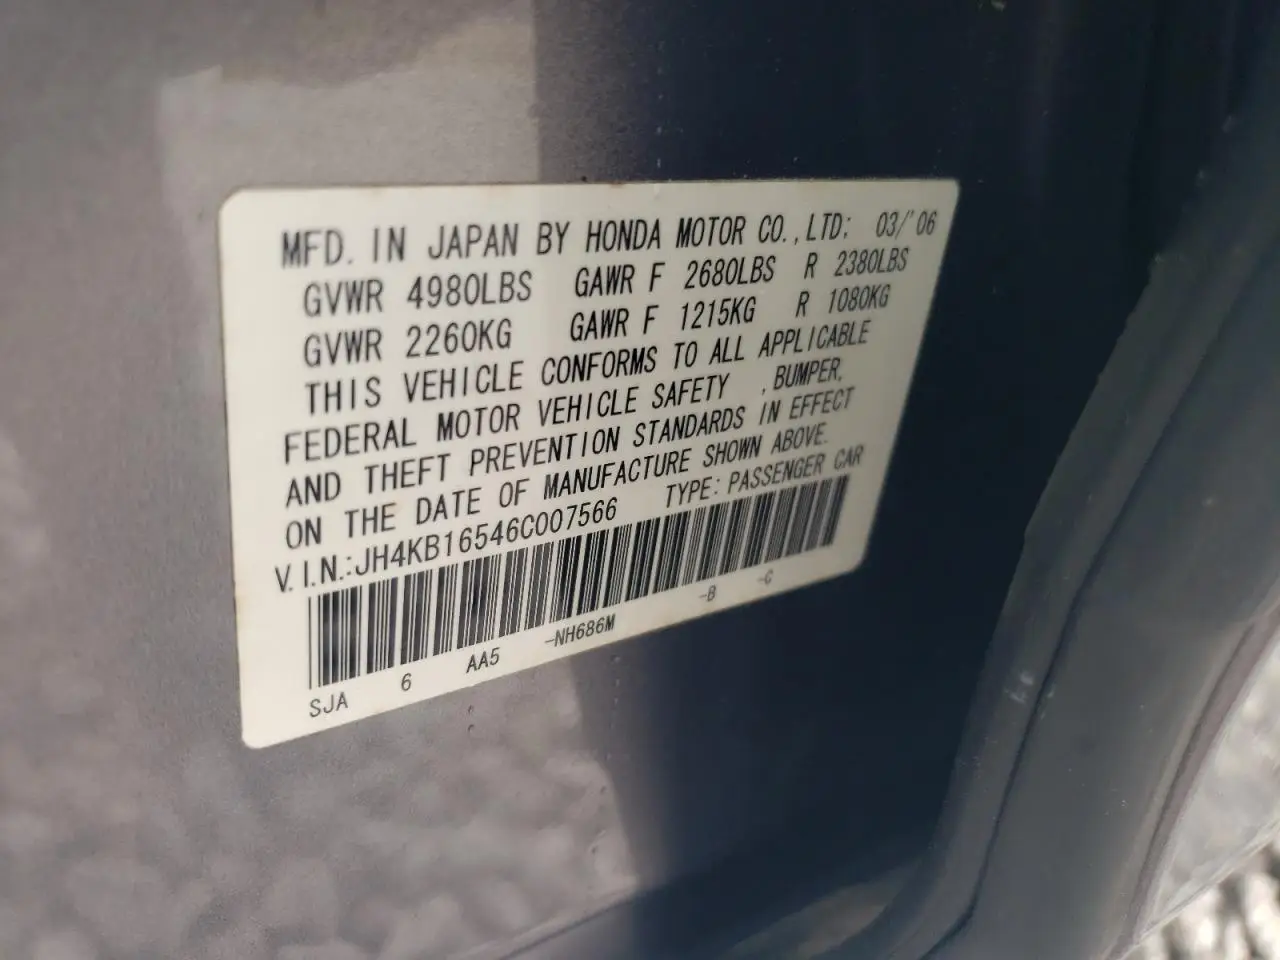 MFD. IN JAPAN BY HONDA MOTOR CO., LTD: 03/'06
GVWR 4980LBS GAWR F 2680LBS R 2380LBS
GVWR 2260KG GAWR F 1215KG R 1080KG
THIS VEHICLE CONFORMS TO ALL APPLICABLE
FEDERAL MOTOR VEHICLE SAFETY , BUMPER,
AND THEFT PREVENTION STANDARDS IN EFFECT
ON THE DATE OF MANUFACTURE SHOWN ABOVE.
V.I.N.:JH4KB16546C007566 TYPE: PASSENGER CAR
SJA 6 AA5 -NH686M -B -C